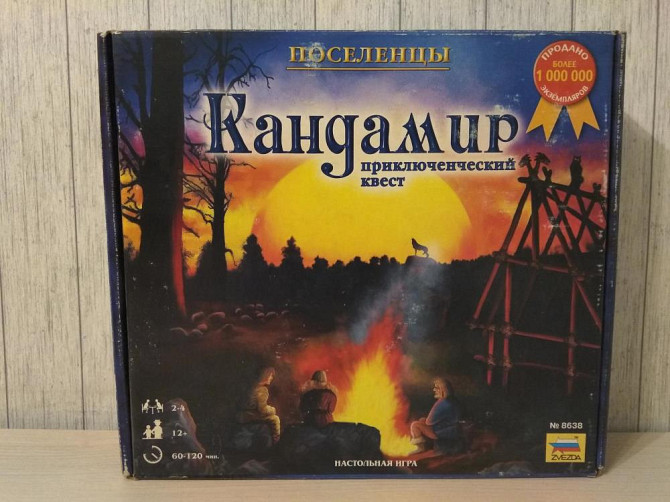 ПОСЕЛЕНЦЫ
ПРОДАНО
БОЛЕЕ
1 000 000
ЭКЗЕМПЛЯРОВ
Кандамир
приключенческий
квест
2-4
12+
60-120 мин.
НАСТОЛЬНАЯ ИГРА
№ 8638
ZVEZDA